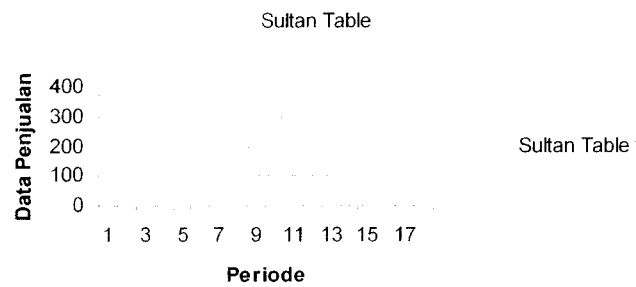 Sultan Table
Data Penjualan
400
300
200
100
0
1 3 5 7 9 11 13 15 17
Periode
Sultan Table